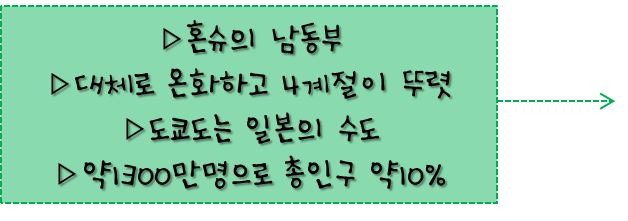 ▷혼슈의 남동부
▷대체로 온화하고 4계절이 뚜렷
▷도쿄도는 일본의 수도
▷약1300만명으로 총인구 약10%